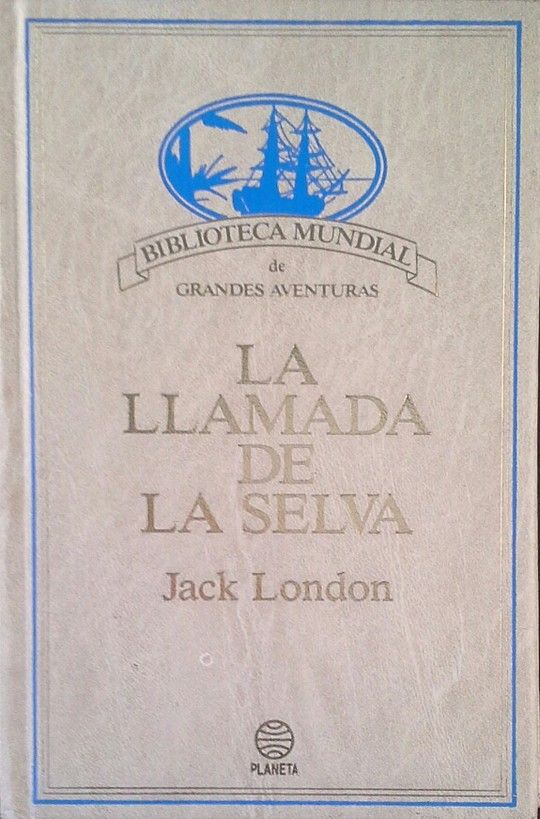 BIBLIOTECA MUNDIAL
de
GRANDES AVENTURAS
LA
LLAMADA
DE
LA SELVA
Jack London
PLANETA